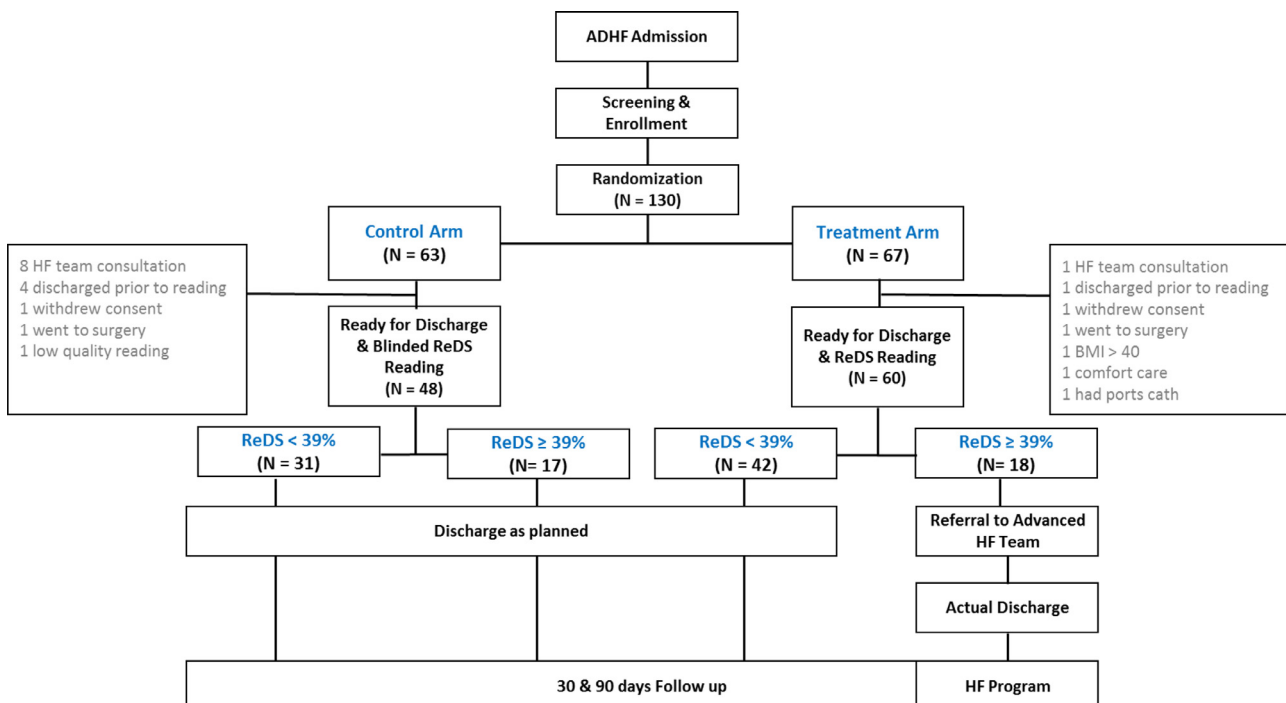 ADHF Admission
Screening &
Enrollment
Randomization
(N = 130)
Control Arm
(N = 63)
Treatment Arm
(N = 67)
8 HF team consultation
4 discharged prior to reading
1 withdrew consent
1 went to surgery
1 low quality reading
1 HF team consultation
1 discharged prior to reading
1 withdrew consent
1 went to surgery
1 BMI > 40
1 comfort care
1 had ports cath
Ready for Discharge
& Blinded ReDS
Reading
(N = 48)
Ready for Discharge
& ReDS Reading
(N = 60)
ReDS < 39%
(N = 31)
ReDS ≥ 39%
(N= 17)
ReDS < 39%
(N = 42)
ReDS ≥ 39%
(N= 18)
Discharge as planned
Referral to Advanced
HF Team
Actual Discharge
30 & 90 days Follow up
HF Program